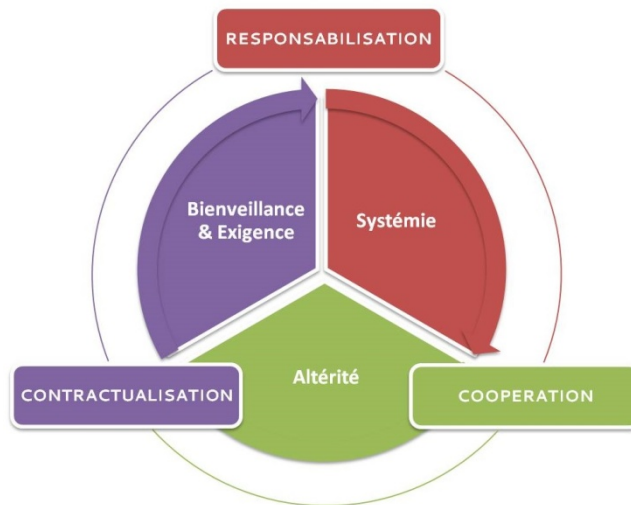 RESPONSABILISATION
Bienveillance
& Exigence
Systémie
Altérité
CONTRACTUALISATION
COOPERATION